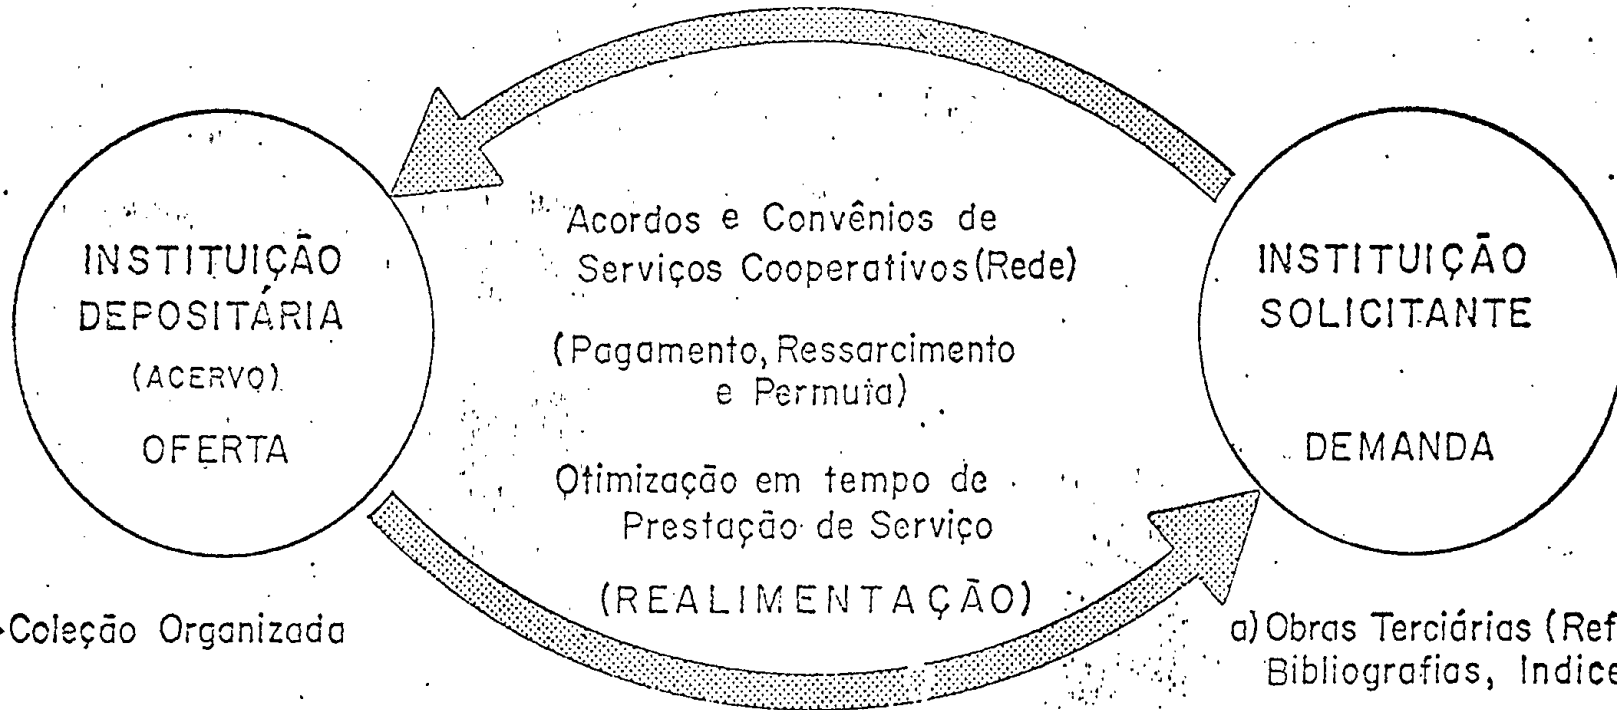 INSTITUIÇÃO
DEPOSITÁRIA
(ACERVO)
OFERTA
Acordos e Convênios de
Serviços Cooperativos (Rede)
(Pagamento, Ressarcimento
e Permuta)
Otimização em tempo de
Prestação de Serviço
(REALIMENTAÇÃO)
INSTITUIÇÃO
SOLICITANTE
DEMANDA
Coleção Organizada
a) Obras Terciárias (Ref
Bibliografias, Indice